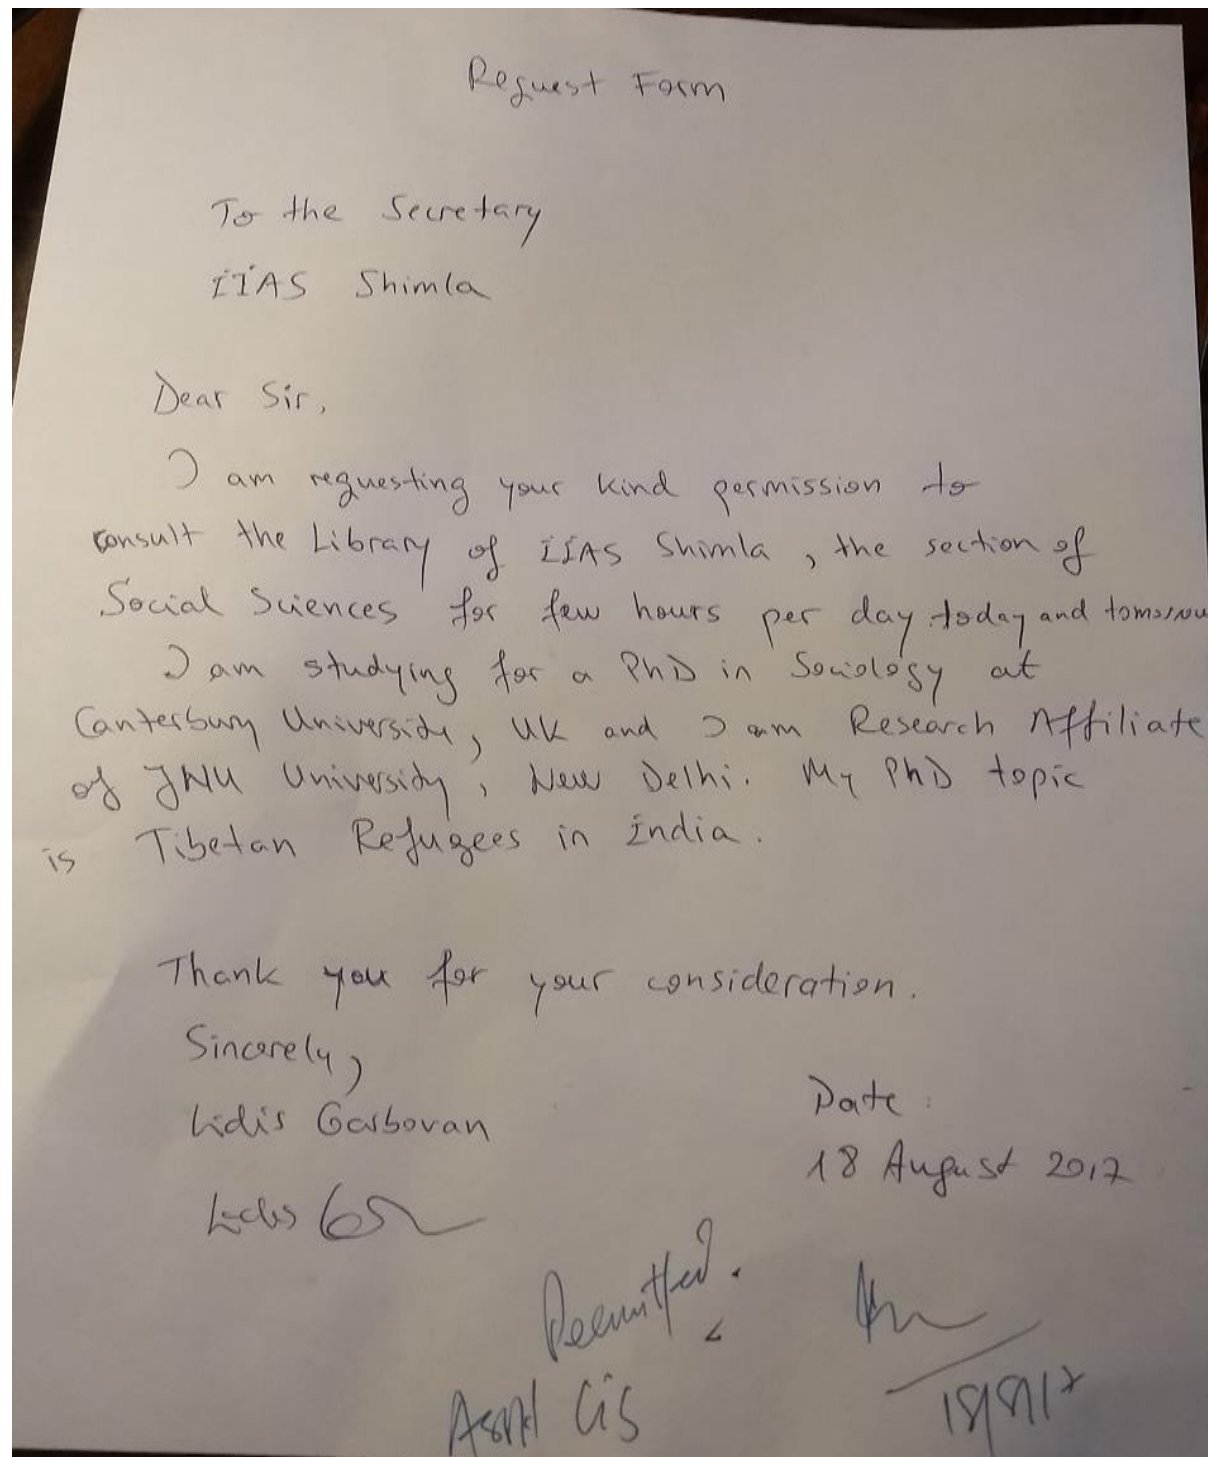 Request Form
To the Secretary
IIAS Shimla
Dear Sir,
I am requesting your kind permission to
consult the Library of IIAS Shimla, the section of
Social Sciences for few hours per day today and tomorrow
I am studying for a PhD in Sociology at
Canterbury University, UK and I am Research Affiliate
of JNU University, New Delhi. My PhD topic
is Tibetan Refugees in India.
Thank you for your consideration.
Sincerely,
Lidis Garbovan
Date:
18 August 2017
Permitted.
18/8/17